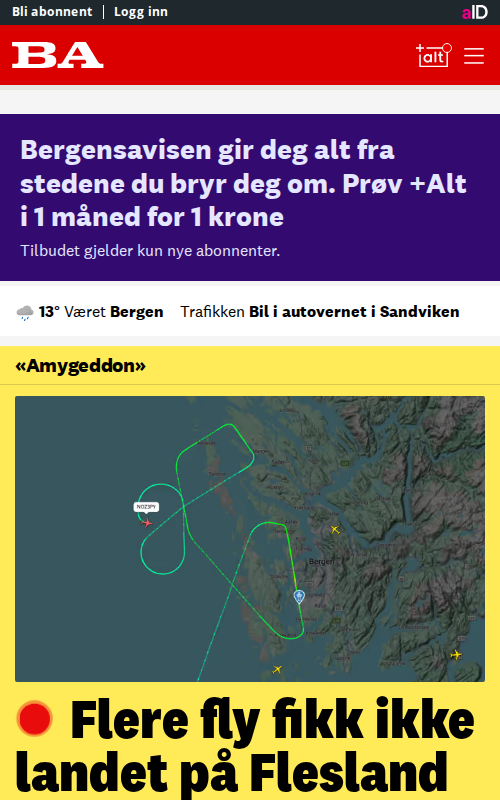 Bli abonnent | Logg inn
aID
BA
+alt
Bergensavisen gir deg alt fra
stedene du bryr deg om. Prøv +Alt
i 1 måned for 1 krone
Tilbudet gjelder kun nye abonnenter.
13° Været Bergen Trafikken Bil i autovernet i Sandviken
«Amygeddon»
NOZ3PY
Bergen
Flere fly fikk ikke
landet på Flesland